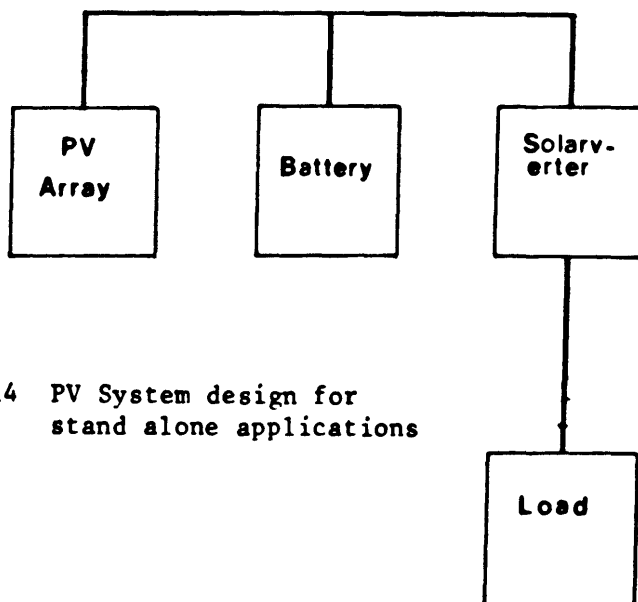 PV
Array
Battery
Solarv-
erter
.4 PV System design for
stand alone applications
Load